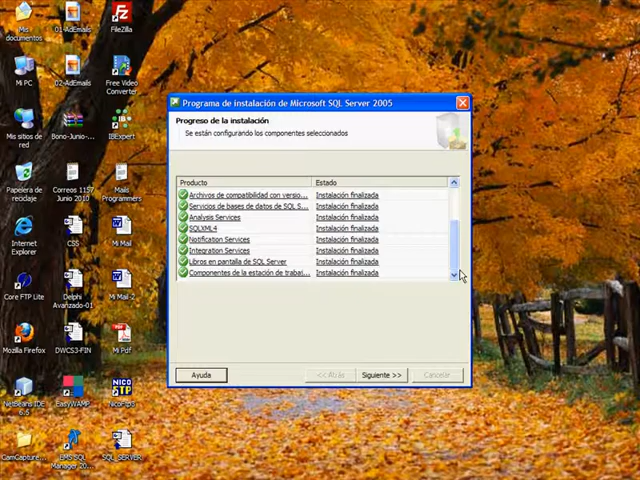 Mis documentos
01-AdEmails
FileZilla
Mi PC
02-AdEmails
Free Video Converter
Mis sitios de red
Bono-Junio-...
IBExpert
Papelera de reciclaje
Correos 1157 Junio 2010
Mails Programmers
Internet Explorer
CSS
Mi Mail
Core FTP Lite
Delphi Avanzado-01
Mi Mail-2
Mozilla Firefox
DWCS3-FIN
Mi Pdf
NetBeans IDE 6.8
EasyWAMP
NicoFtp8
CamCapture...
EMS SQL Manager 20...
SQL_SERVER
Programa de instalación de Microsoft SQL Server 2005
Progreso de la instalación
Se están configurando los componentes seleccionados
Producto Estado
Archivos de compatibilidad con versio... Instalación finalizada
Servicios de bases de datos de SQL S... Instalación finalizada
Analysis Services Instalación finalizada
SQLXML4 Instalación finalizada
Notification Services Instalación finalizada
Integration Services Instalación finalizada
Libros en pantalla de SQL Server Instalación finalizada
Componentes de la estación de trabaj... Instalación finalizada
Ayuda << Atrás Siguiente >> Cancelar